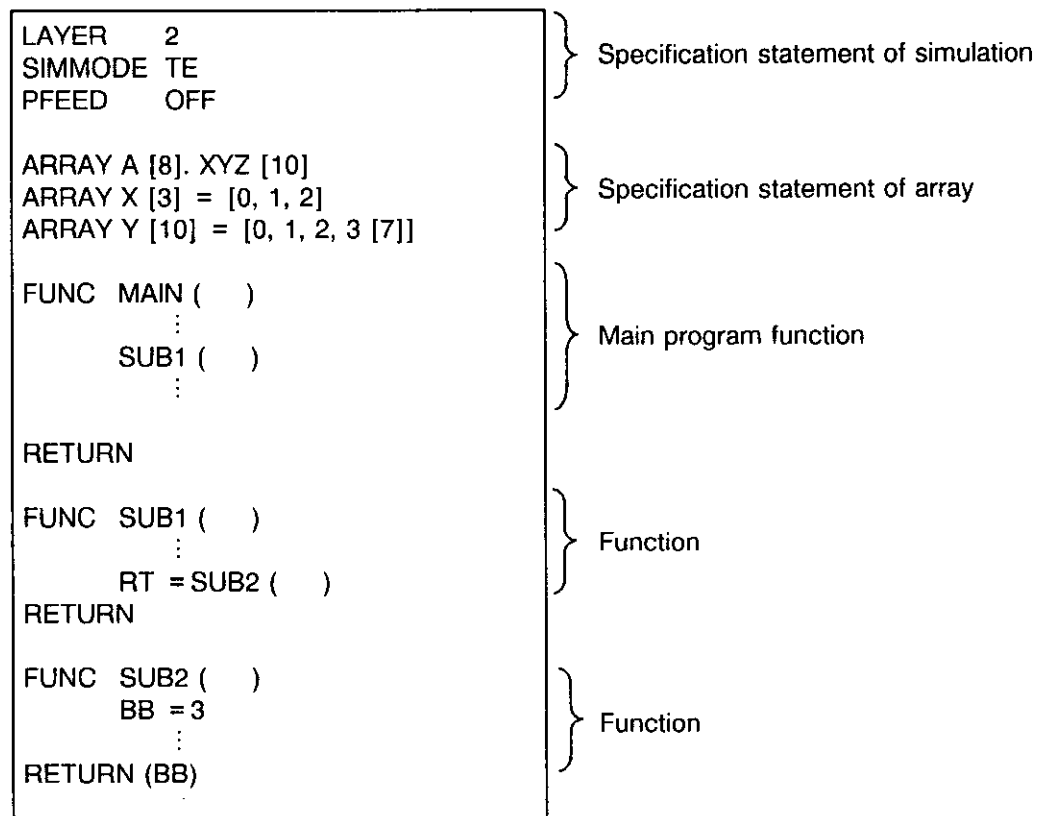 LAYER 2
SIMMODE TE
PFEED OFF
Specification statement of simulation
ARRAY A [8]. XYZ [10]
ARRAY X [3] = [0, 1, 2]
ARRAY Y [10] = [0, 1, 2, 3 [7]]
Specification statement of array
FUNC MAIN ( )
⋮
SUB1 ( )
⋮
Main program function
RETURN
FUNC SUB1 ( )
⋮
RT = SUB2 ( )
RETURN
Function
FUNC SUB2 ( )
BB = 3
⋮
RETURN (BB)
Function